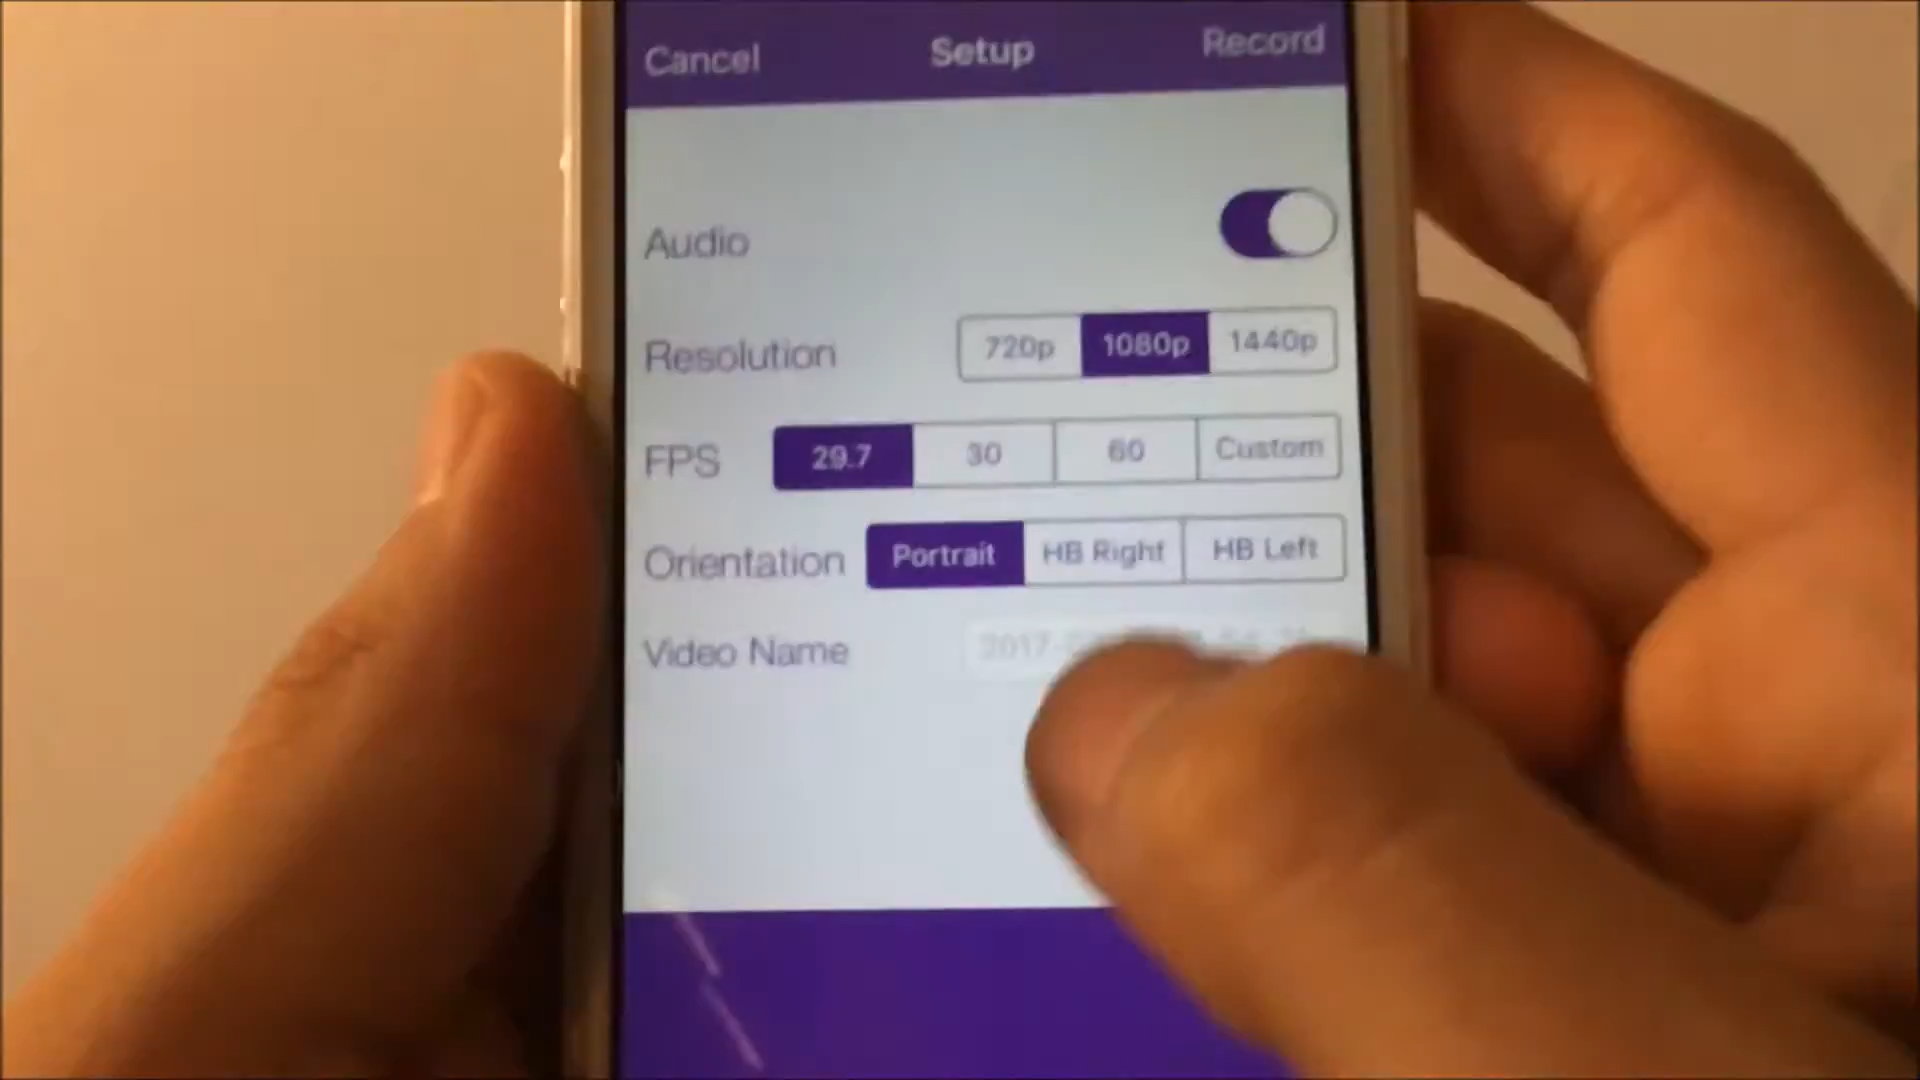 Cancel Setup Record
Audio
Resolution 720p 1080p 1440p
FPS 29.7 30 60 Custom
Orientation Portrait HB Right HB Left
Video Name